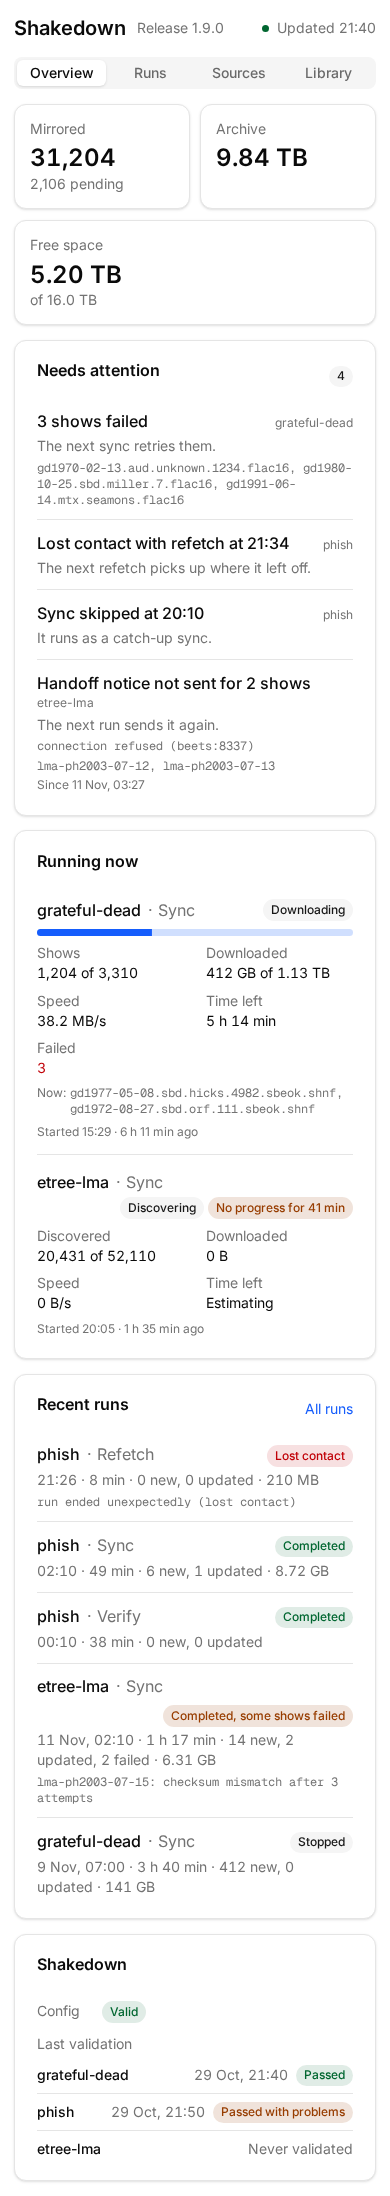 Shakedown Release 1.9.0 Updated 21:40
Overview Runs Sources Library
Mirrored
31,204
2,106 pending
Archive
9.84 TB
Free space
5.20 TB
of 16.0 TB
Needs attention 4
3 shows failed grateful-dead
The next sync retries them.
gd1970-02-13.aud.unknown.1234.flac16, gd1980-
10-25.sbd.miller.7.flac16, gd1991-06-
14.mtx.seamons.flac16
Lost contact with refetch at 21:34 phish
The next refetch picks up where it left off.
Sync skipped at 20:10 phish
It runs as a catch-up sync.
Handoff notice not sent for 2 shows
etree-lma
The next run sends it again.
connection refused (beets:8337)
lma-ph2003-07-12, lma-ph2003-07-13
Since 11 Nov, 03:27
Running now
grateful-dead · Sync Downloading
Shows Downloaded
1,204 of 3,310 412 GB of 1.13 TB
Speed Time left
38.2 MB/s 5 h 14 min
Failed
3
Now: gd1977-05-08.sbd.hicks.4982.sbeok.shnf,
gd1972-08-27.sbd.orf.111.sbeok.shnf
Started 15:29 · 6 h 11 min ago
etree-lma · Sync
Discovering No progress for 41 min
Discovered Downloaded
20,431 of 52,110 0 B
Speed Time left
0 B/s Estimating
Started 20:05 · 1 h 35 min ago
Recent runs All runs
phish · Refetch Lost contact
21:26 · 8 min · 0 new, 0 updated · 210 MB
run ended unexpectedly (lost contact)
phish · Sync Completed
02:10 · 49 min · 6 new, 1 updated · 8.72 GB
phish · Verify Completed
00:10 · 38 min · 0 new, 0 updated
etree-lma · Sync
Completed, some shows failed
11 Nov, 02:10 · 1 h 17 min · 14 new, 2
updated, 2 failed · 6.31 GB
lma-ph2003-07-15: checksum mismatch after 3
attempts
grateful-dead · Sync Stopped
9 Nov, 07:00 · 3 h 40 min · 412 new, 0
updated · 141 GB
Shakedown
Config Valid
Last validation
grateful-dead 29 Oct, 21:40 Passed
phish 29 Oct, 21:50 Passed with problems
etree-lma Never validated